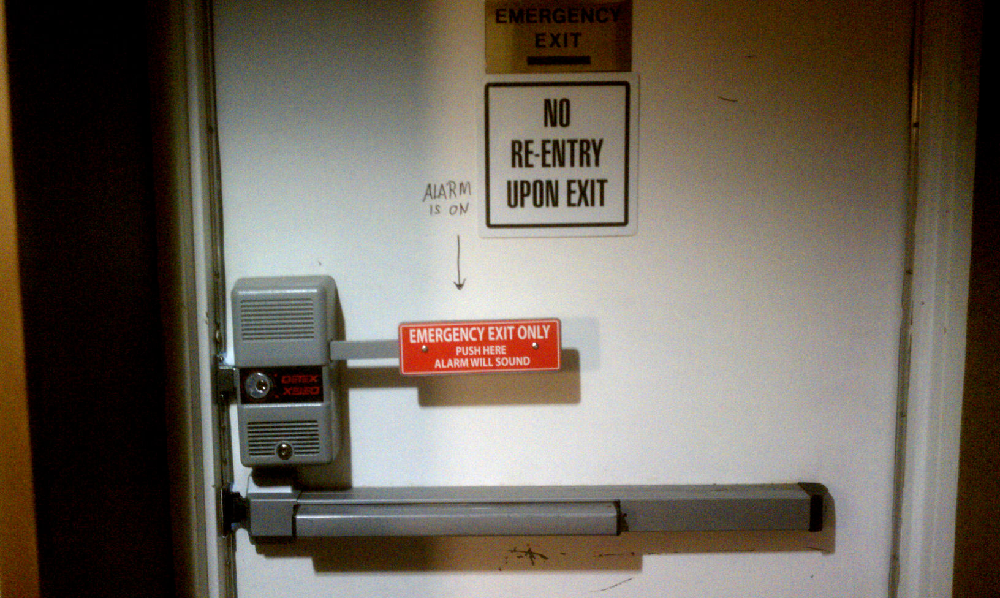 EMERGENCY
EXIT
NO
RE-ENTRY
UPON EXIT
ALARM
IS ON
EMERGENCY EXIT ONLY
PUSH HERE
ALARM WILL SOUND
DETEX